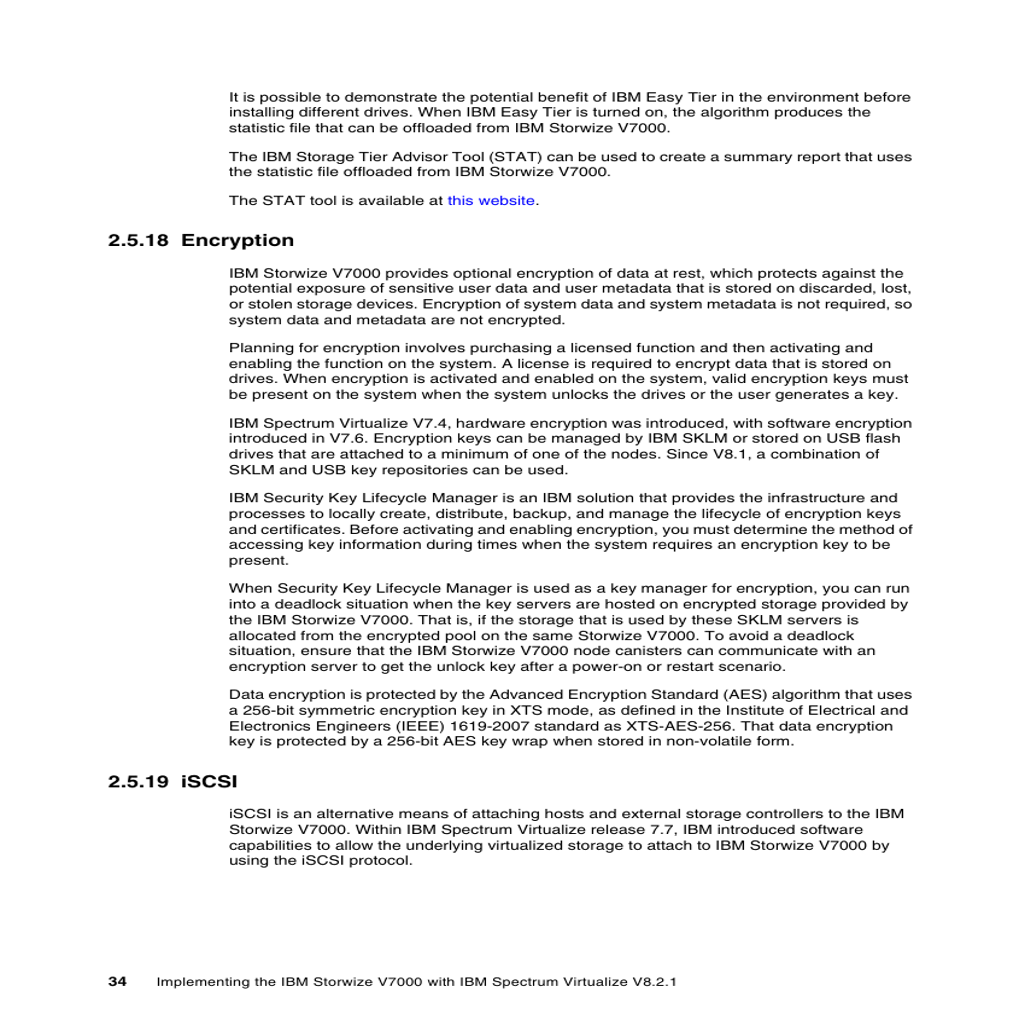 It is possible to demonstrate the potential benefit of IBM Easy Tier in the environment before
installing different drives. When IBM Easy Tier is turned on, the algorithm produces the
statistic file that can be offloaded from IBM Storwize V7000.
The IBM Storage Tier Advisor Tool (STAT) can be used to create a summary report that uses
the statistic file offloaded from IBM Storwize V7000.
The STAT tool is available at this website.
2.5.18 Encryption
IBM Storwize V7000 provides optional encryption of data at rest, which protects against the
potential exposure of sensitive user data and user metadata that is stored on discarded, lost,
or stolen storage devices. Encryption of system data and system metadata is not required, so
system data and metadata are not encrypted.
Planning for encryption involves purchasing a licensed function and then activating and
enabling the function on the system. A license is required to encrypt data that is stored on
drives. When encryption is activated and enabled on the system, valid encryption keys must
be present on the system when the system unlocks the drives or the user generates a key.
IBM Spectrum Virtualize V7.4, hardware encryption was introduced, with software encryption
introduced in V7.6. Encryption keys can be managed by IBM SKLM or stored on USB flash
drives that are attached to a minimum of one of the nodes. Since V8.1, a combination of
SKLM and USB key repositories can be used.
IBM Security Key Lifecycle Manager is an IBM solution that provides the infrastructure and
processes to locally create, distribute, backup, and manage the lifecycle of encryption keys
and certificates. Before activating and enabling encryption, you must determine the method of
accessing key information during times when the system requires an encryption key to be
present.
When Security Key Lifecycle Manager is used as a key manager for encryption, you can run
into a deadlock situation when the key servers are hosted on encrypted storage provided by
the IBM Storwize V7000. That is, if the storage that is used by these SKLM servers is
allocated from the encrypted pool on the same Storwize V7000. To avoid a deadlock
situation, ensure that the IBM Storwize V7000 node canisters can communicate with an
encryption server to get the unlock key after a power-on or restart scenario.
Data encryption is protected by the Advanced Encryption Standard (AES) algorithm that uses
a 256-bit symmetric encryption key in XTS mode, as defined in the Institute of Electrical and
Electronics Engineers (IEEE) 1619-2007 standard as XTS-AES-256. That data encryption
key is protected by a 256-bit AES key wrap when stored in non-volatile form.
2.5.19 iSCSI
iSCSI is an alternative means of attaching hosts and external storage controllers to the IBM
Storwize V7000. Within IBM Spectrum Virtualize release 7.7, IBM introduced software
capabilities to allow the underlying virtualized storage to attach to IBM Storwize V7000 by
using the iSCSI protocol.
34 Implementing the IBM Storwize V7000 with IBM Spectrum Virtualize V8.2.1